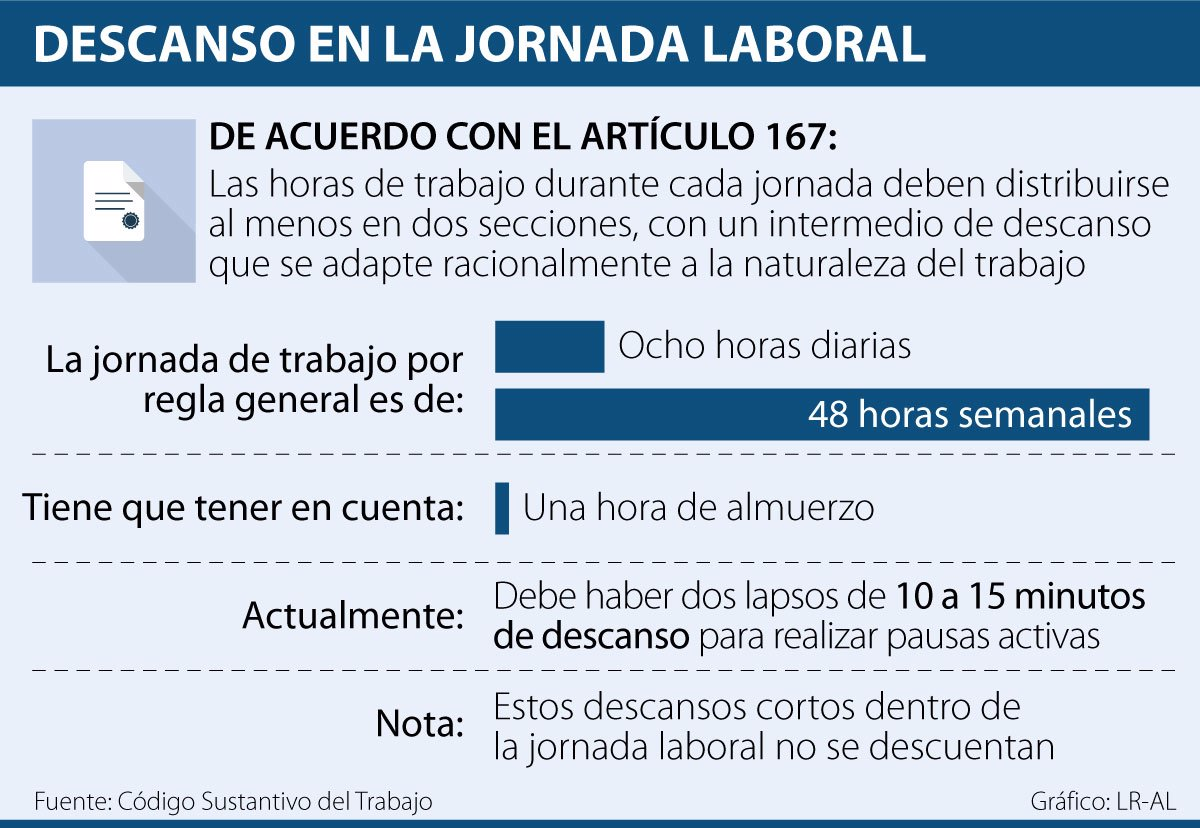 DESCANSO EN LA JORNADA LABORAL
DE ACUERDO CON EL ARTÍCULO 167:
Las horas de trabajo durante cada jornada deben distribuirse
al menos en dos secciones, con un intermedio de descanso
que se adapte racionalmente a la naturaleza del trabajo
La jornada de trabajo por
regla general es de:
Ocho horas diarias
48 horas semanales
Tiene que tener en cuenta:
Una hora de almuerzo
Actualmente:
Debe haber dos lapsos de 10 a 15 minutos
de descanso para realizar pausas activas
Nota:
Estos descansos cortos dentro de
la jornada laboral no se descuentan
Fuente: Código Sustantivo del Trabajo
Gráfico: LR-AL